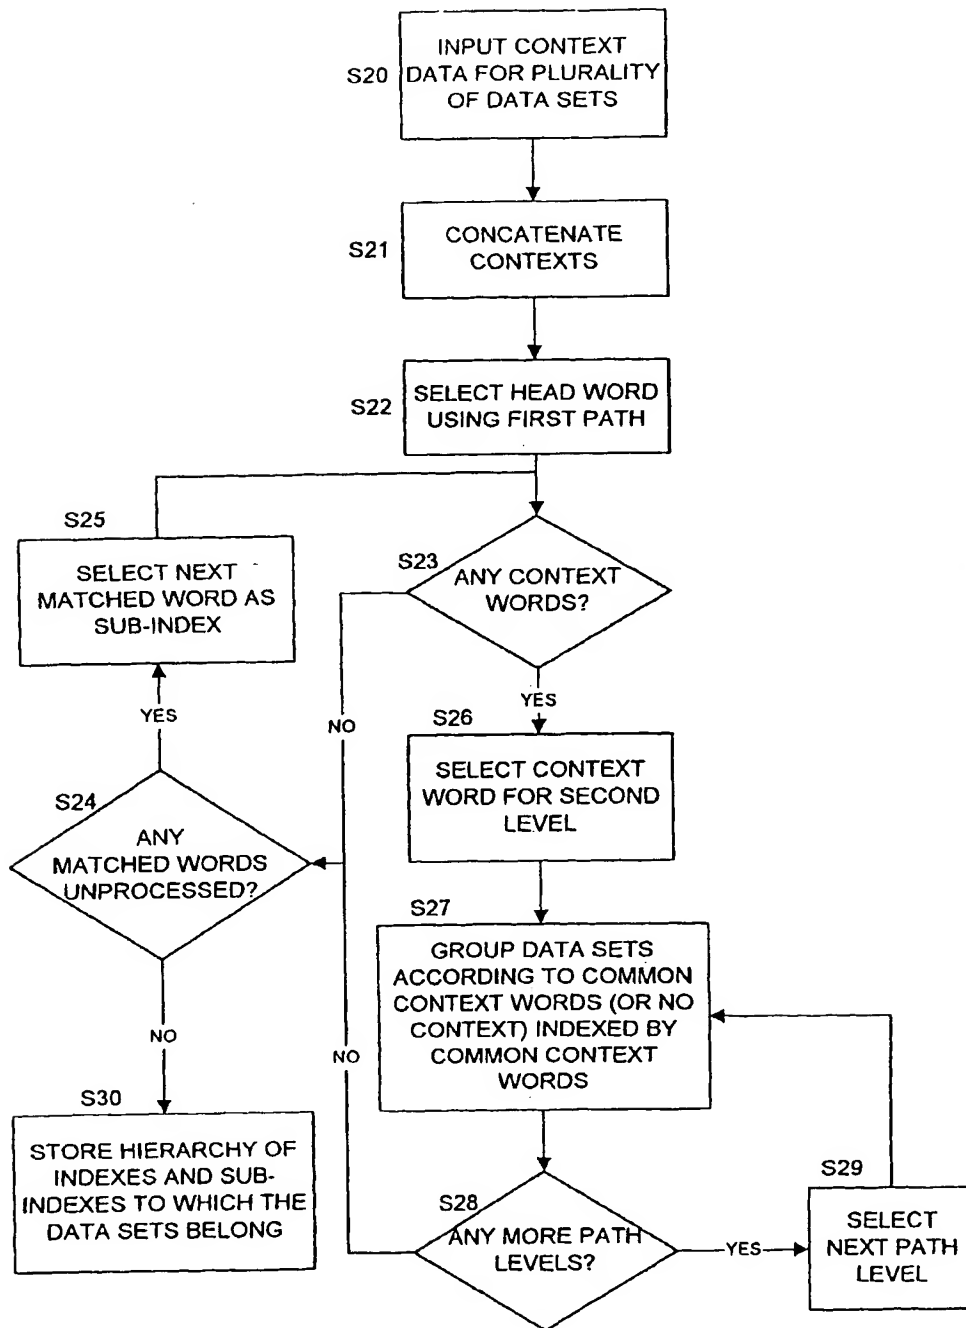 S20
INPUT CONTEXT
DATA FOR PLURALITY
OF DATA SETS
S21
CONCATENATE
CONTEXTS
S22
SELECT HEAD WORD
USING FIRST PATH
S25
SELECT NEXT
MATCHED WORD AS
SUB-INDEX
S23
ANY CONTEXT
WORDS?
YES
NO
YES
S26
SELECT CONTEXT
WORD FOR SECOND
LEVEL
S24
ANY
MATCHED WORDS
UNPROCESSED?
S27
GROUP DATA SETS
ACCORDING TO COMMON
CONTEXT WORDS (OR NO
CONTEXT) INDEXED BY
COMMON CONTEXT
WORDS
NO
NO
S30
STORE HIERARCHY OF
INDEXES AND SUB-
INDEXES TO WHICH THE
DATA SETS BELONG
S28
ANY MORE PATH
LEVELS?
YES
S29
SELECT
NEXT PATH
LEVEL